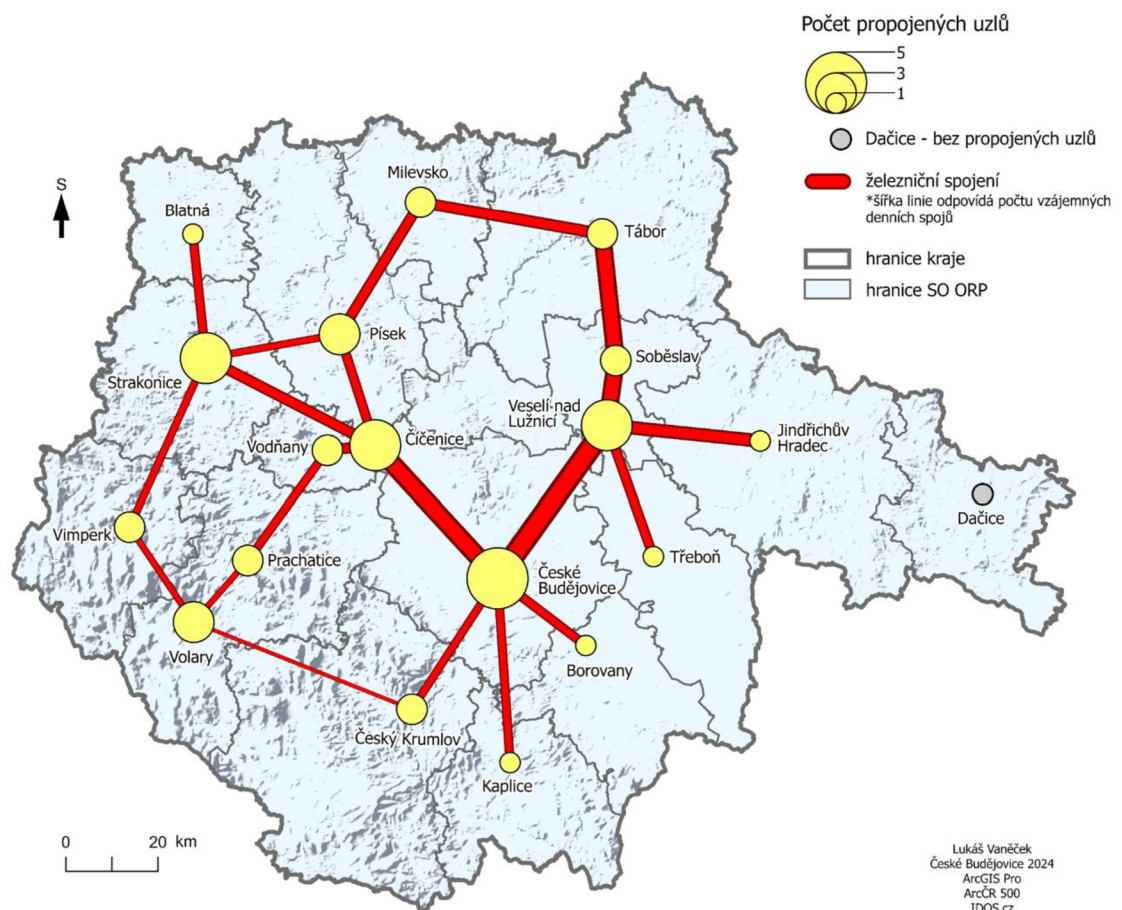 Počet propojených uzlů
5
3
1
Dačice - bez propojených uzlů
železniční spojení
*šířka linie odpovídá počtu vzájemných
denních spojů
hranice kraje
hranice SO ORP
S
Milevsko
Blatná
Tábor
Písek
Soběslav
Strakonice
Veselí nad
Lužnicí
Číčenice
Vodňany
Jindřichův
Hradec
Dačice
Vimperk
Prachatice
Třeboň
České
Budějovice
Volary
Borovany
Český Krumlov
Kaplice
0 20 km
Lukáš Vaněček
České Budějovice 2024
ArcGIS Pro
ArcČR 500
IDOS.cz